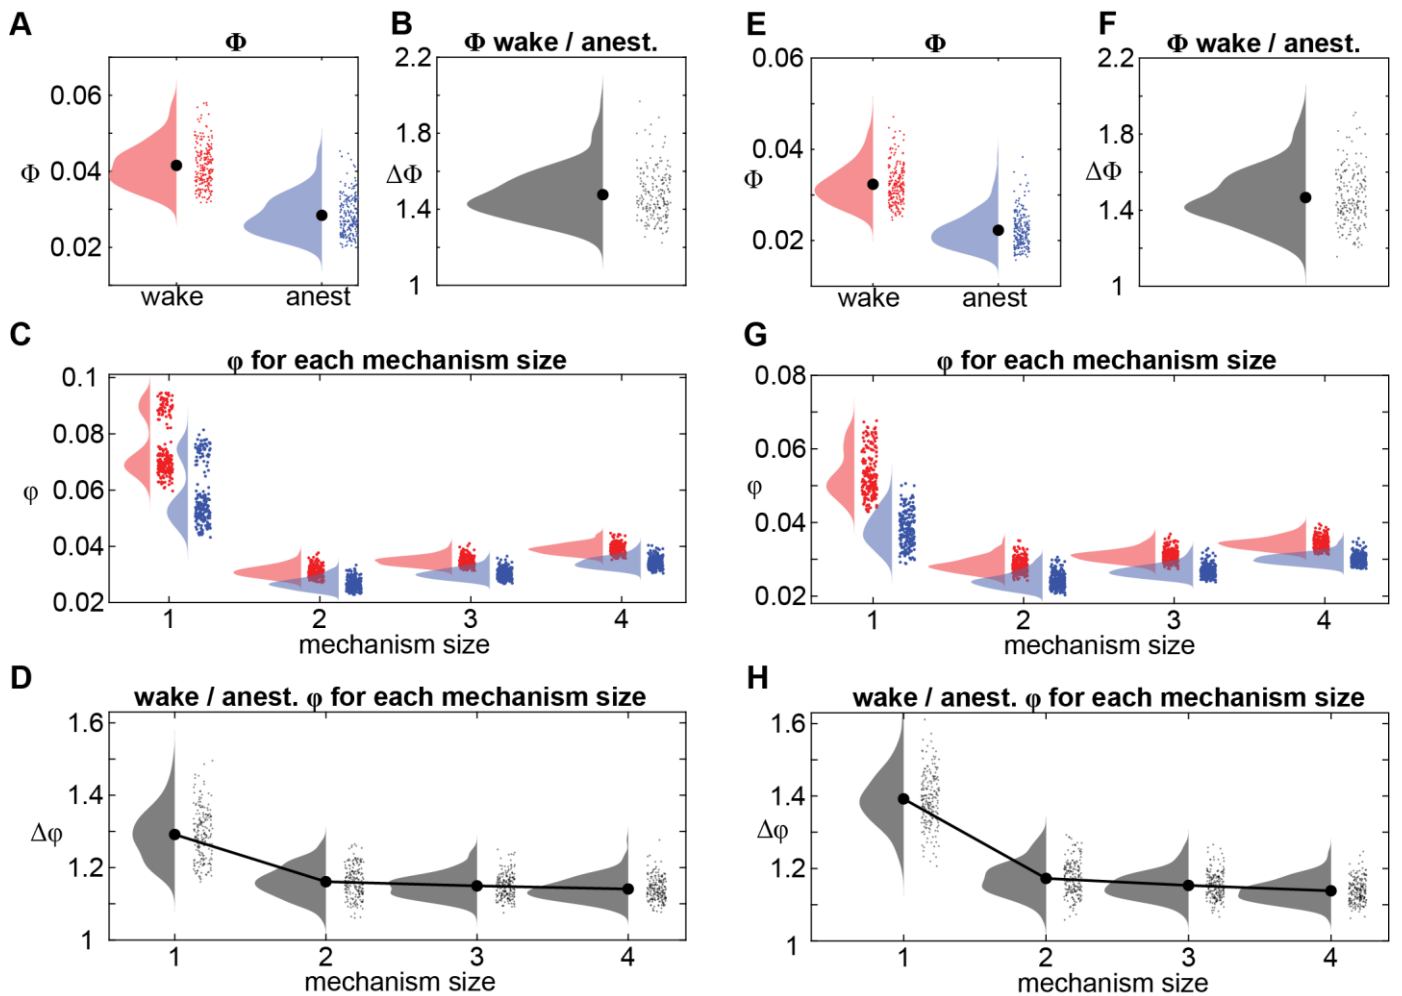 A
B
E
F
Φ
Φ wake / anest.
Φ
Φ wake / anest.
0.06
0.04
0.02
Φ
wake
anest
2.2
1.8
1.4
1
ΔΦ
0.06
0.04
0.02
Φ
wake
anest
2.2
1.8
1.4
1
ΔΦ
C
φ for each mechanism size
0.1
0.08
0.06
0.04
0.02
φ
1 2 3 4
mechanism size
G
φ for each mechanism size
0.08
0.06
0.04
0.02
φ
1 2 3 4
mechanism size
D
wake / anest. φ for each mechanism size
1.6
1.4
1.2
1
Δφ
1 2 3 4
mechanism size
H
wake / anest. φ for each mechanism size
1.6
1.4
1.2
1
Δφ
1 2 3 4
mechanism size